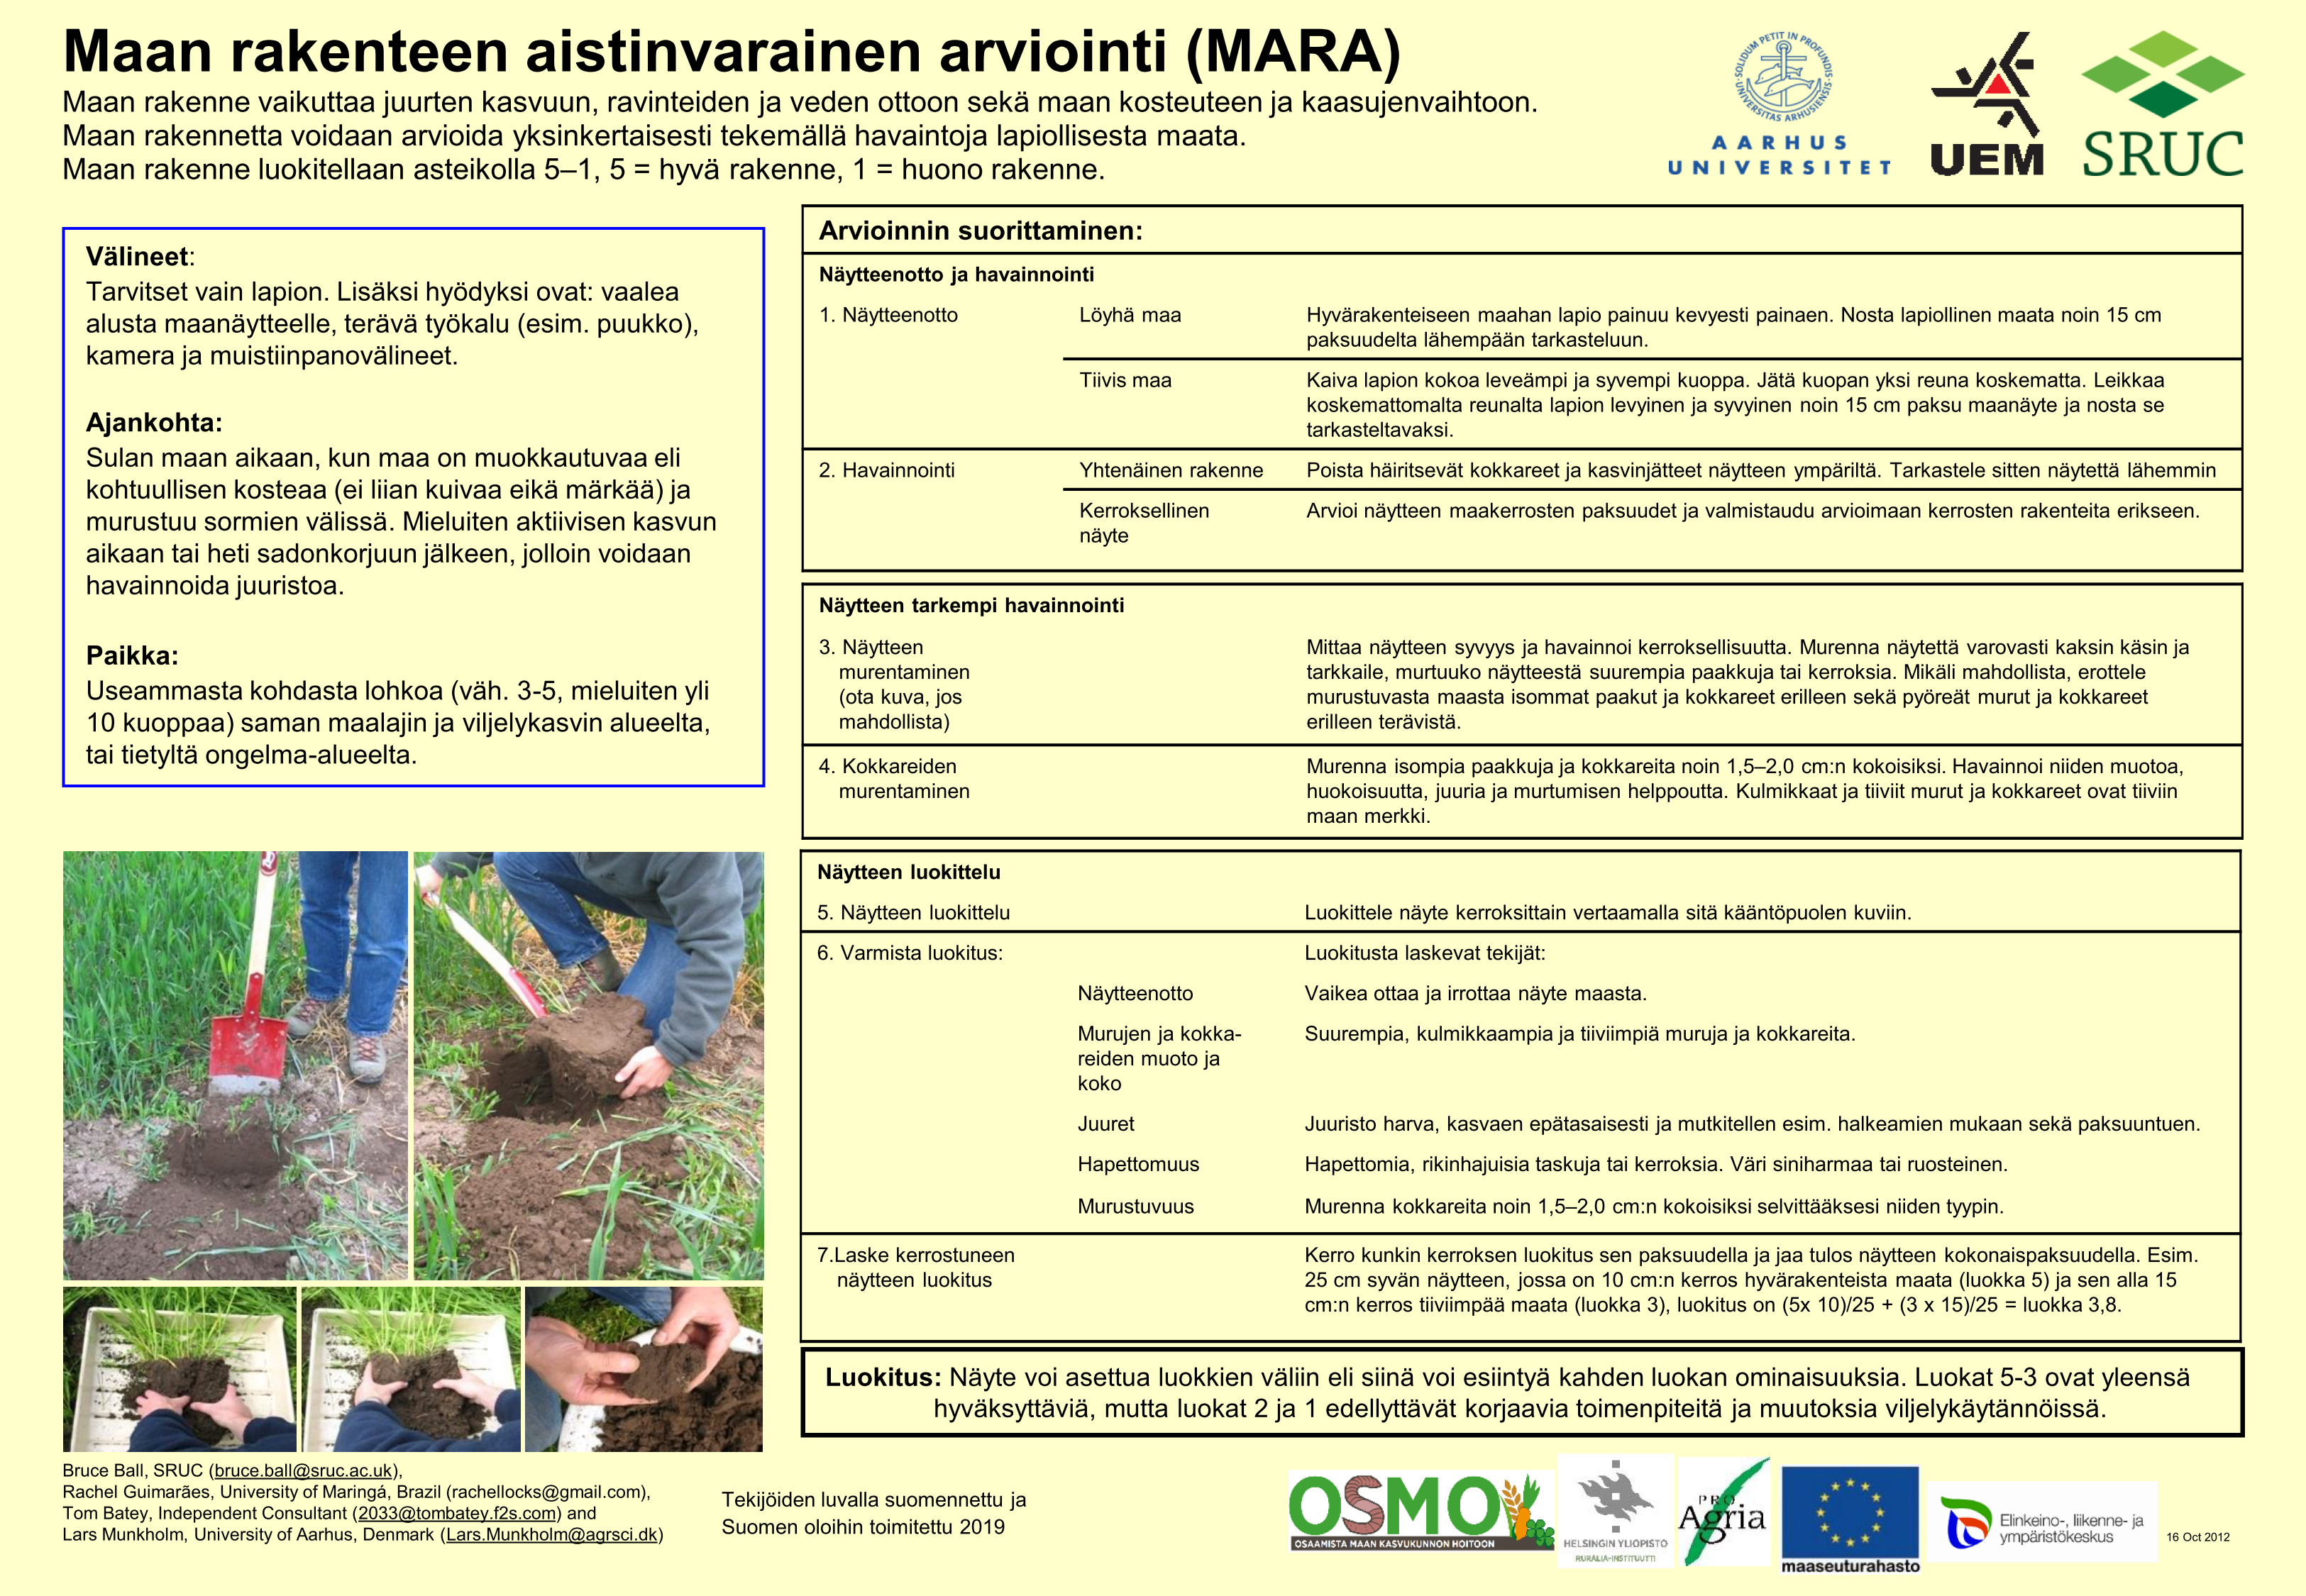 Maan rakenteen aistinvarainen arviointi (MARA)
Maan rakenne vaikuttaa juurten kasvuun, ravinteiden ja veden ottoon sekä maan kosteuteen ja kaasujenvaihtoon.
Maan rakennetta voidaan arvioida yksinkertaisesti tekemällä havaintoja lapiollisesta maata.
Maan rakenne luokitellaan asteikolla 5–1, 5 = hyvä rakenne, 1 = huono rakenne.
SOLIDUM PETIT IN PROFUNDIS
UNIVERSITAS ARHUSIENSIS
AARHUS
UNIVERSITET
UEM
SRUC
Välineet:
Tarvitset vain lapion. Lisäksi hyödyksi ovat: vaalea
alusta maanäytteelle, terävä työkalu (esim. puukko),
kamera ja muistiinpanovälineet.
Ajankohta:
Sulan maan aikaan, kun maa on muokkautuvaa eli
kohtuullisen kosteaa (ei liian kuivaa eikä märkää) ja
murustuu sormien välissä. Mieluiten aktiivisen kasvun
aikaan tai heti sadonkorjuun jälkeen, jolloin voidaan
havainnoida juuristoa.
Paikka:
Useammasta kohdasta lohkoa (väh. 3-5, mieluiten yli
10 kuoppaa) saman maalajin ja viljelykasvin alueelta,
tai tietyltä ongelma-alueelta.
Arvioinnin suorittaminen:
Näytteenotto ja havainnointi
1. Näytteenotto
Löyhä maa
Hyvärakenteiseen maahan lapio painuu kevyesti painaen. Nosta lapiollinen maata noin 15 cm
paksuudelta lähempään tarkasteluun.
Tiivis maa
Kaiva lapion kokoa leveämpi ja syvempi kuoppa. Jätä kuopan yksi reuna koskematta. Leikkaa
koskemattomalta reunalta lapion levyinen ja syvyinen noin 15 cm paksu maanäyte ja nosta se
tarkasteltavaksi.
2. Havainnointi
Yhtenäinen rakenne
Poista häiritsevät kokkareet ja kasvinjätteet näytteen ympäriltä. Tarkastele sitten näytettä lähemmin
Kerroksellinen
näyte
Arvioi näytteen maakerrosten paksuudet ja valmistaudu arvioimaan kerrosten rakenteita erikseen.
Näytteen tarkempi havainnointi
3. Näytteen
murentaminen
(ota kuva, jos
mahdollista)
Mittaa näytteen syvyys ja havainnoi kerroksellisuutta. Murenna näytettä varovasti kaksin käsin ja
tarkkaile, murtuuko näytteestä suurempia paakkuja tai kerroksia. Mikäli mahdollista, erottele
murustuvasta maasta isommat paakut ja kokkareet erilleen sekä pyöreät murut ja kokkareet
erilleen terävistä.
4. Kokkareiden
murentaminen
Murenna isompia paakkuja ja kokkareita noin 1,5–2,0 cm:n kokoisiksi. Havainnoi niiden muotoa,
huokoisuutta, juuria ja murtumisen helppoutta. Kulmikkaat ja tiiviit murut ja kokkareet ovat tiiviin
maan merkki.
Näytteen luokittelu
5. Näytteen luokittelu
Luokittele näyte kerroksittain vertaamalla sitä kääntöpuolen kuviin.
6. Varmista luokitus:
Luokitusta laskevat tekijät:
Näytteenotto
Vaikea ottaa ja irrottaa näyte maasta.
Murujen ja kokka-
reiden muoto ja
koko
Suurempia, kulmikkaampia ja tiiviimpiä muruja ja kokkareita.
Juuret
Juuristo harva, kasvaen epätasaisesti ja mutkitellen esim. halkeamien mukaan sekä paksuuntuen.
Hapettomuus
Hapettomia, rikinhajuisia taskuja tai kerroksia. Väri siniharmaa tai ruosteinen.
Murustuvuus
Murenna kokkareita noin 1,5–2,0 cm:n kokoisiksi selvittääksesi niiden tyypin.
7.Laske kerrostuneen
näytteen luokitus
Kerro kunkin kerroksen luokitus sen paksuudella ja jaa tulos näytteen kokonaispaksuudella. Esim.
25 cm syvän näytteen, jossa on 10 cm:n kerros hyvärakenteista maata (luokka 5) ja sen alla 15
cm:n kerros tiiviimpää maata (luokka 3), luokitus on (5x 10)/25 + (3 x 15)/25 = luokka 3,8.
Luokitus: Näyte voi asettua luokkien väliin eli siinä voi esiintyä kahden luokan ominaisuuksia. Luokat 5-3 ovat yleensä
hyväksyttäviä, mutta luokat 2 ja 1 edellyttävät korjaavia toimenpiteitä ja muutoksia viljelykäytännöissä.
Bruce Ball, SRUC (bruce.ball@sruc.ac.uk),
Rachel Guimarães, University of Maringá, Brazil (rachellocks@gmail.com),
Tom Batey, Independent Consultant (2033@tombatey.f2s.com) and
Lars Munkholm, University of Aarhus, Denmark (Lars.Munkholm@agrsci.dk)
Tekijöiden luvalla suomennettu ja
Suomen oloihin toimitettu 2019
OSMO
OSAAMISTA MAAN KASVUKUNNON HOITOON
HELSINGIN YLIOPISTO
RURALIA-INSTITUUTTI
PRO
Agria
maaseuturahasto
Elinkeino-, liikenne- ja
ympäristökeskus
16 Oct 2012